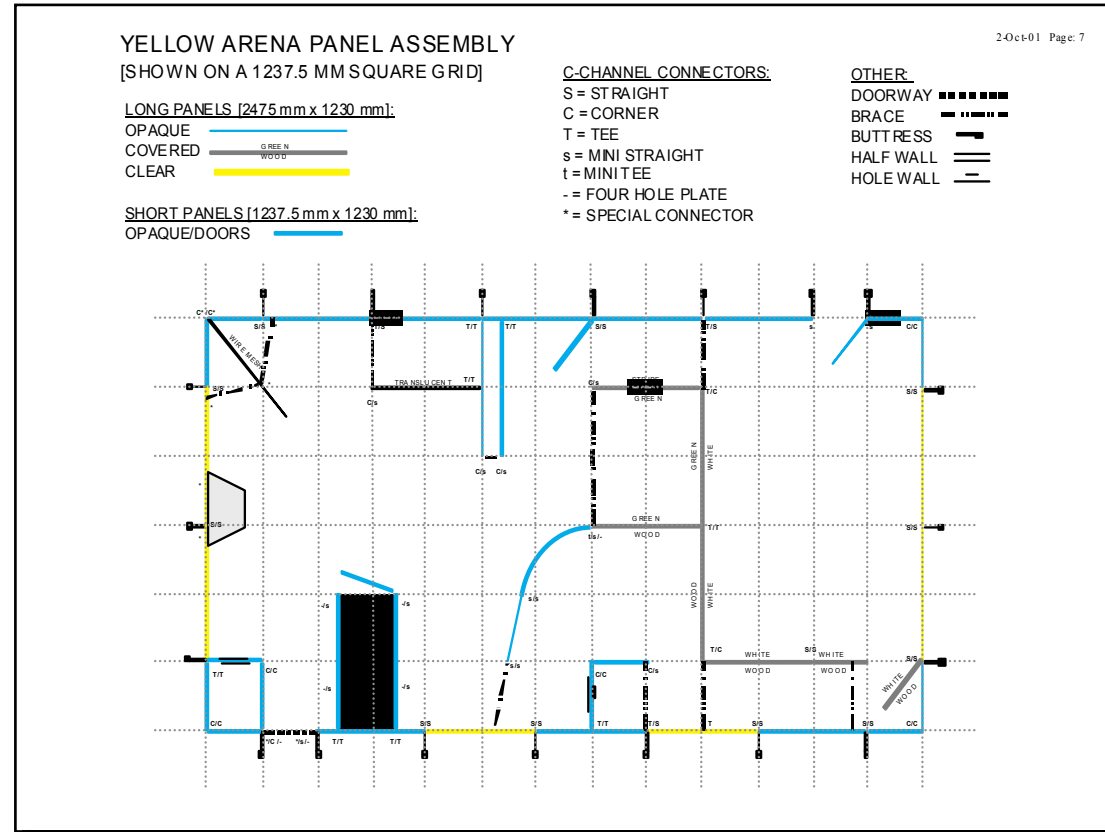 2-Oct-01 Page: 7
YELLOW ARENA PANEL ASSEMBLY
[SHOWN ON A 1237.5 MM SQUARE GRID]
LONG PANELS [2475 mm x 1230 mm]:
OPAQUE
COVERED GREEN
WOOD
CLEAR
SHORT PANELS [1237.5 mm x 1230 mm]:
OPAQUE/DOORS
C-CHANNEL CONNECTORS:
S = STRAIGHT
C = CORNER
T = TEE
s = MINI STRAIGHT
t = MINI TEE
- = FOUR HOLE PLATE
* = SPECIAL CONNECTOR
OTHER:
DOORWAY
BRACE
BUTTRESS
HALF WALL
HOLE WALL
C*/C*
S/S
T/T T/T
S/S
T/S
s
C/C
WIRE MESH
S/S
TRANSLUCENT
T/T
C/s
C/s
GREEN
T/C
S/S
GREEN
WHITE
C/s C/s
S/S
GREEN
WOOD
t/s/-
T/T
S/S
WOOD
WHITE
-/s
-/s
s/s
-/s
-/s
T/T
C/C
s/s
C/C
C/s
T/C
WHITE
S/S
WHITE
WOOD
WOOD
S/S
WHITE
WOOD
C/C
*/C/-
*/s/-
T/T
T/T
S/S
S/S
T/T
T/S
T
S/S
S/S
C/C